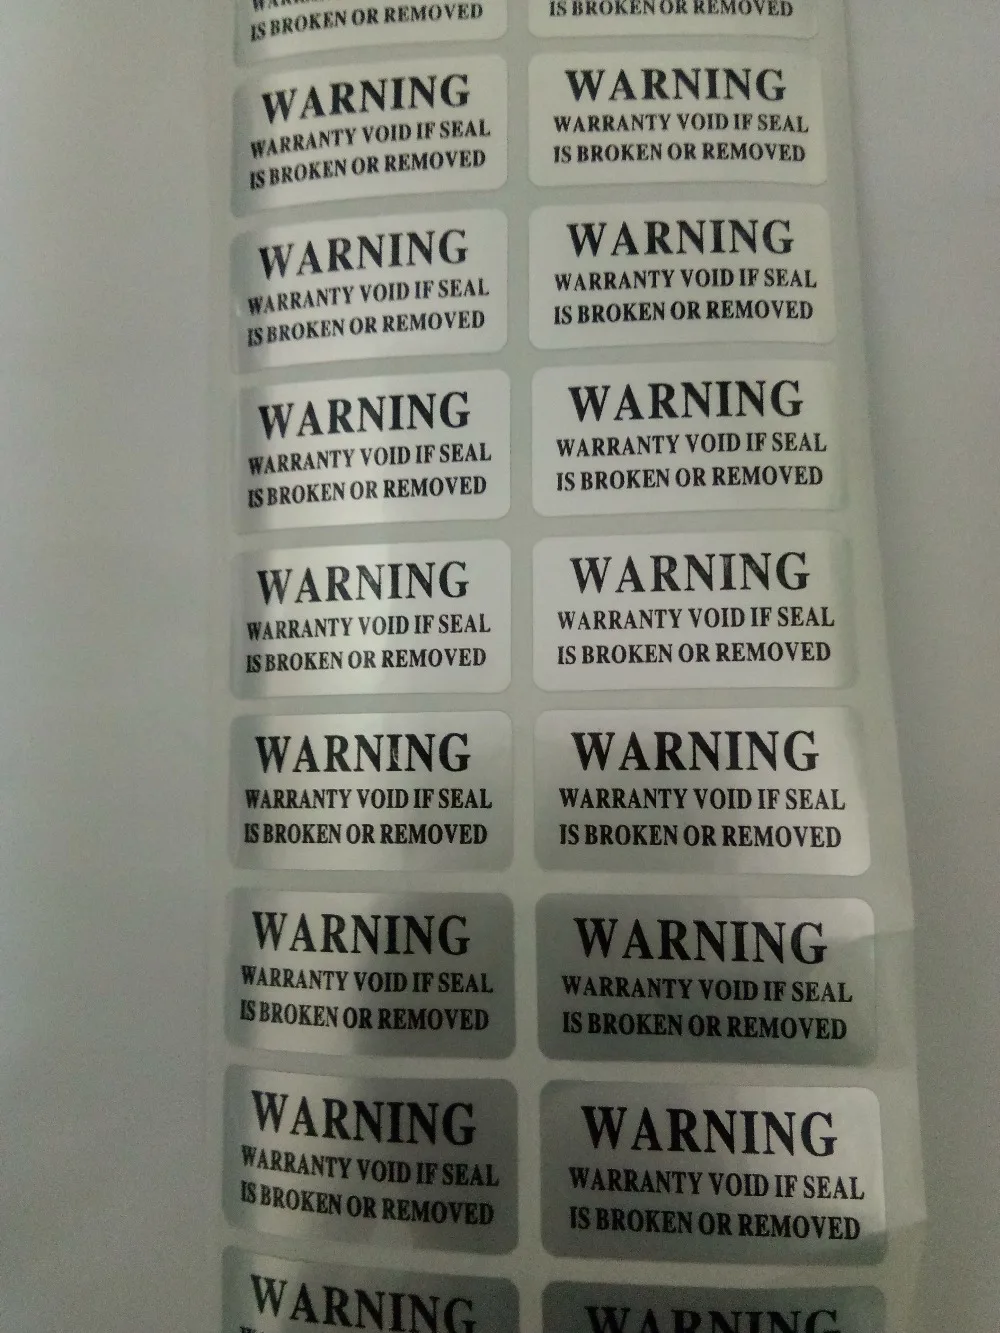 IS BROKEN OR REMOVED
IS BROKEN OR REMOVED
WARNING
WARRANTY VOID IF SEAL
IS BROKEN OR REMOVED
WARNING
WARRANTY VOID IF SEAL
IS BROKEN OR REMOVED
WARNING
WARRANTY VOID IF SEAL
IS BROKEN OR REMOVED
WARNING
WARRANTY VOID IF SEAL
IS BROKEN OR REMOVED
WARNING
WARRANTY VOID IF SEAL
IS BROKEN OR REMOVED
WARNING
WARRANTY VOID IF SEAL
IS BROKEN OR REMOVED
WARNING
WARRANTY VOID IF SEAL
IS BROKEN OR REMOVED
WARNING
WARRANTY VOID IF SEAL
IS BROKEN OR REMOVED
WARNING
WARRANTY VOID IF SEAL
IS BROKEN OR REMOVED
WARNING
WARRANTY VOID IF SEAL
IS BROKEN OR REMOVED
WARNING
WARRANTY VOID IF SEAL
IS BROKEN OR REMOVED
WARNING
WARRANTY VOID IF SEAL
IS BROKEN OR REMOVED
WARNING
WARRANTY VOID IF SEAL
IS BROKEN OR REMOVED
WARNING
WARRANTY VOID IF SEAL
IS BROKEN OR REMOVED
WARNING
WARNING